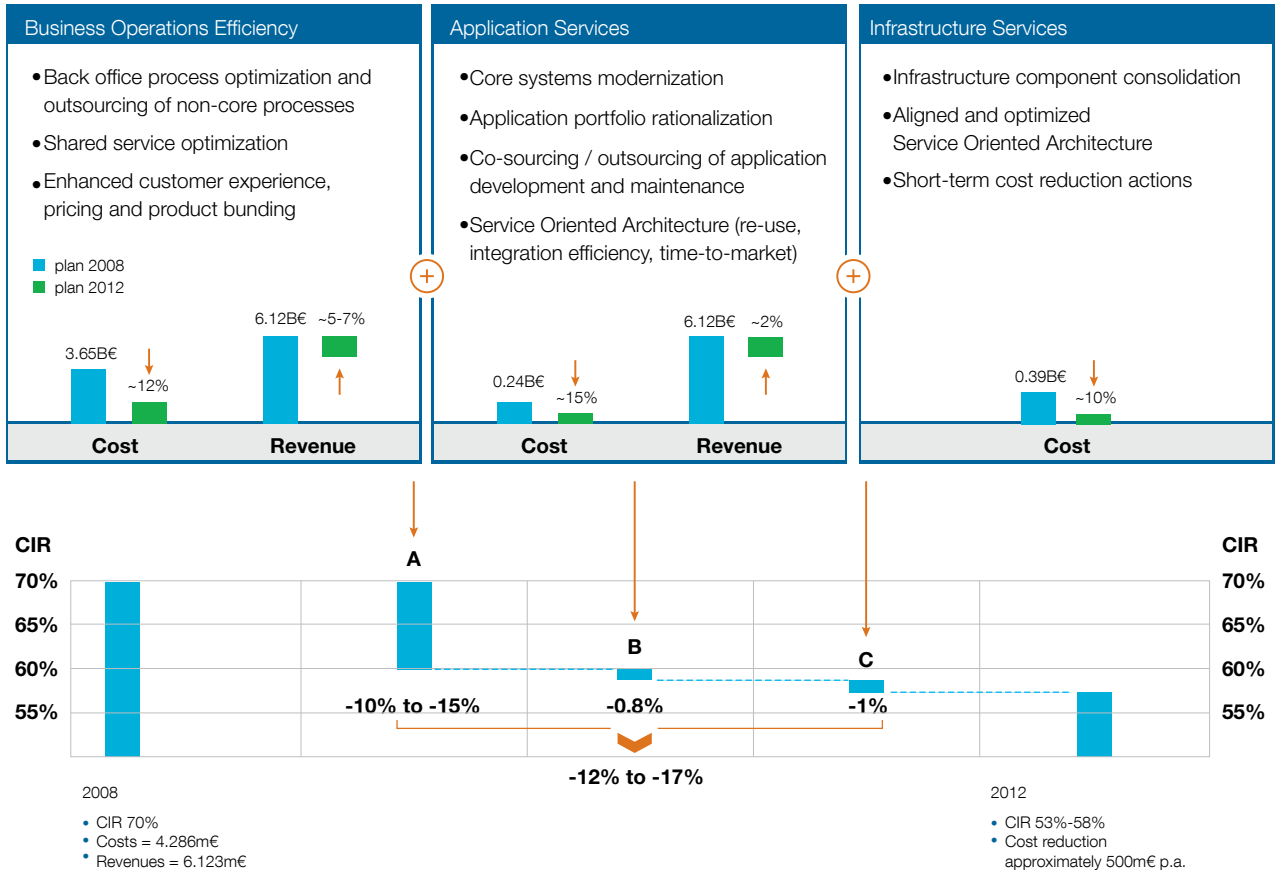 Business Operations Efficiency
•Back office process optimization and
outsourcing of non-core processes
•Shared service optimization
•Enhanced customer experience,
pricing and product bunding
plan 2008
plan 2012
3.65B€
~12%
6.12B€
~5-7%
Cost
Revenue
+
Application Services
•Core systems modernization
•Application portfolio rationalization
•Co-sourcing / outsourcing of application
development and maintenance
•Service Oriented Architecture (re-use,
integration efficiency, time-to-market)
0.24B€
~15%
6.12B€
~2%
Cost
Revenue
+
Infrastructure Services
•Infrastructure component consolidation
•Aligned and optimized
Service Oriented Architecture
•Short-term cost reduction actions
0.39B€
~10%
Cost
CIR
70%
65%
60%
55%
A
B
C
-10% to -15%
-0.8%
-1%
-12% to -17%
CIR
70%
65%
60%
55%
2008
• CIR 70%
• Costs = 4.286m€
• Revenues = 6.123m€
2012
• CIR 53%-58%
• Cost reduction
approximately 500m€ p.a.